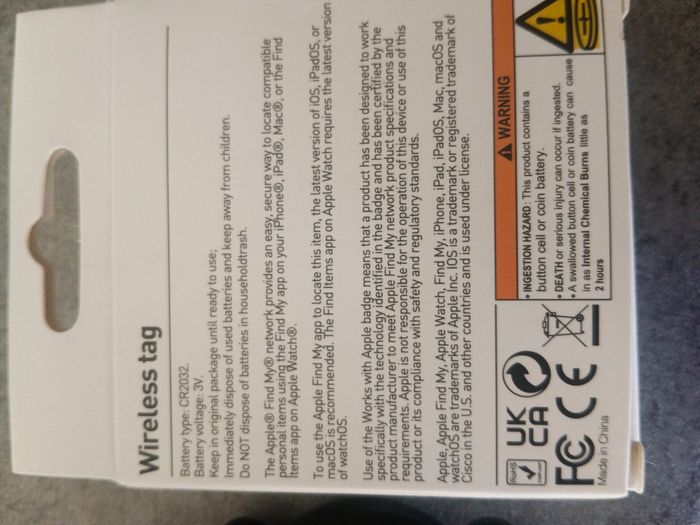 Wireless tag
Battery type: CR2032.
Battery voltage: 3V.
Keep in original package until ready to use;
Immediately dispose of used batteries and keep away from children.
Do NOT dispose of batteries in householdtrash.
The Apple® Find My® network provides an easy, secure way to locate compatible
personal items using the Find My app on your iPhone®, iPad®, Mac®, or the Find
Items app on Apple Watch®.
To use the Apple Find My app to locate this item, the latest version of iOS, iPadOS, or
macOS is recommended. The Find Items app on Apple Watch requires the latest version
of watchOS.
Use of the Works with Apple badge means that a product has been designed to work
specifically with the technology identified in the badge and has been certified by the
product manufacturer to meet Apple Find My network product specifications and
requirements. Apple is not responsible for the operation of this device or use of this
product or its compliance with safety and regulatory standards.
Apple, Apple Find My, Apple Watch, Find My, iPhone, iPad, iPadOS, Mac, macOS and
watchOS are trademarks of Apple Inc. IOS is a trademark or registered trademark of
Cisco in the U.S. and other countries and is used under license.
RoHS
UK
CA
FC CE
Made in China
WARNING
• INGESTION HAZARD: This product contains a
button cell or coin battery.
• DEATH or serious injury can occur if ingested.
• A swallowed button cell or coin battery can cause
in as Internal Chemical Burns little as
2 hours